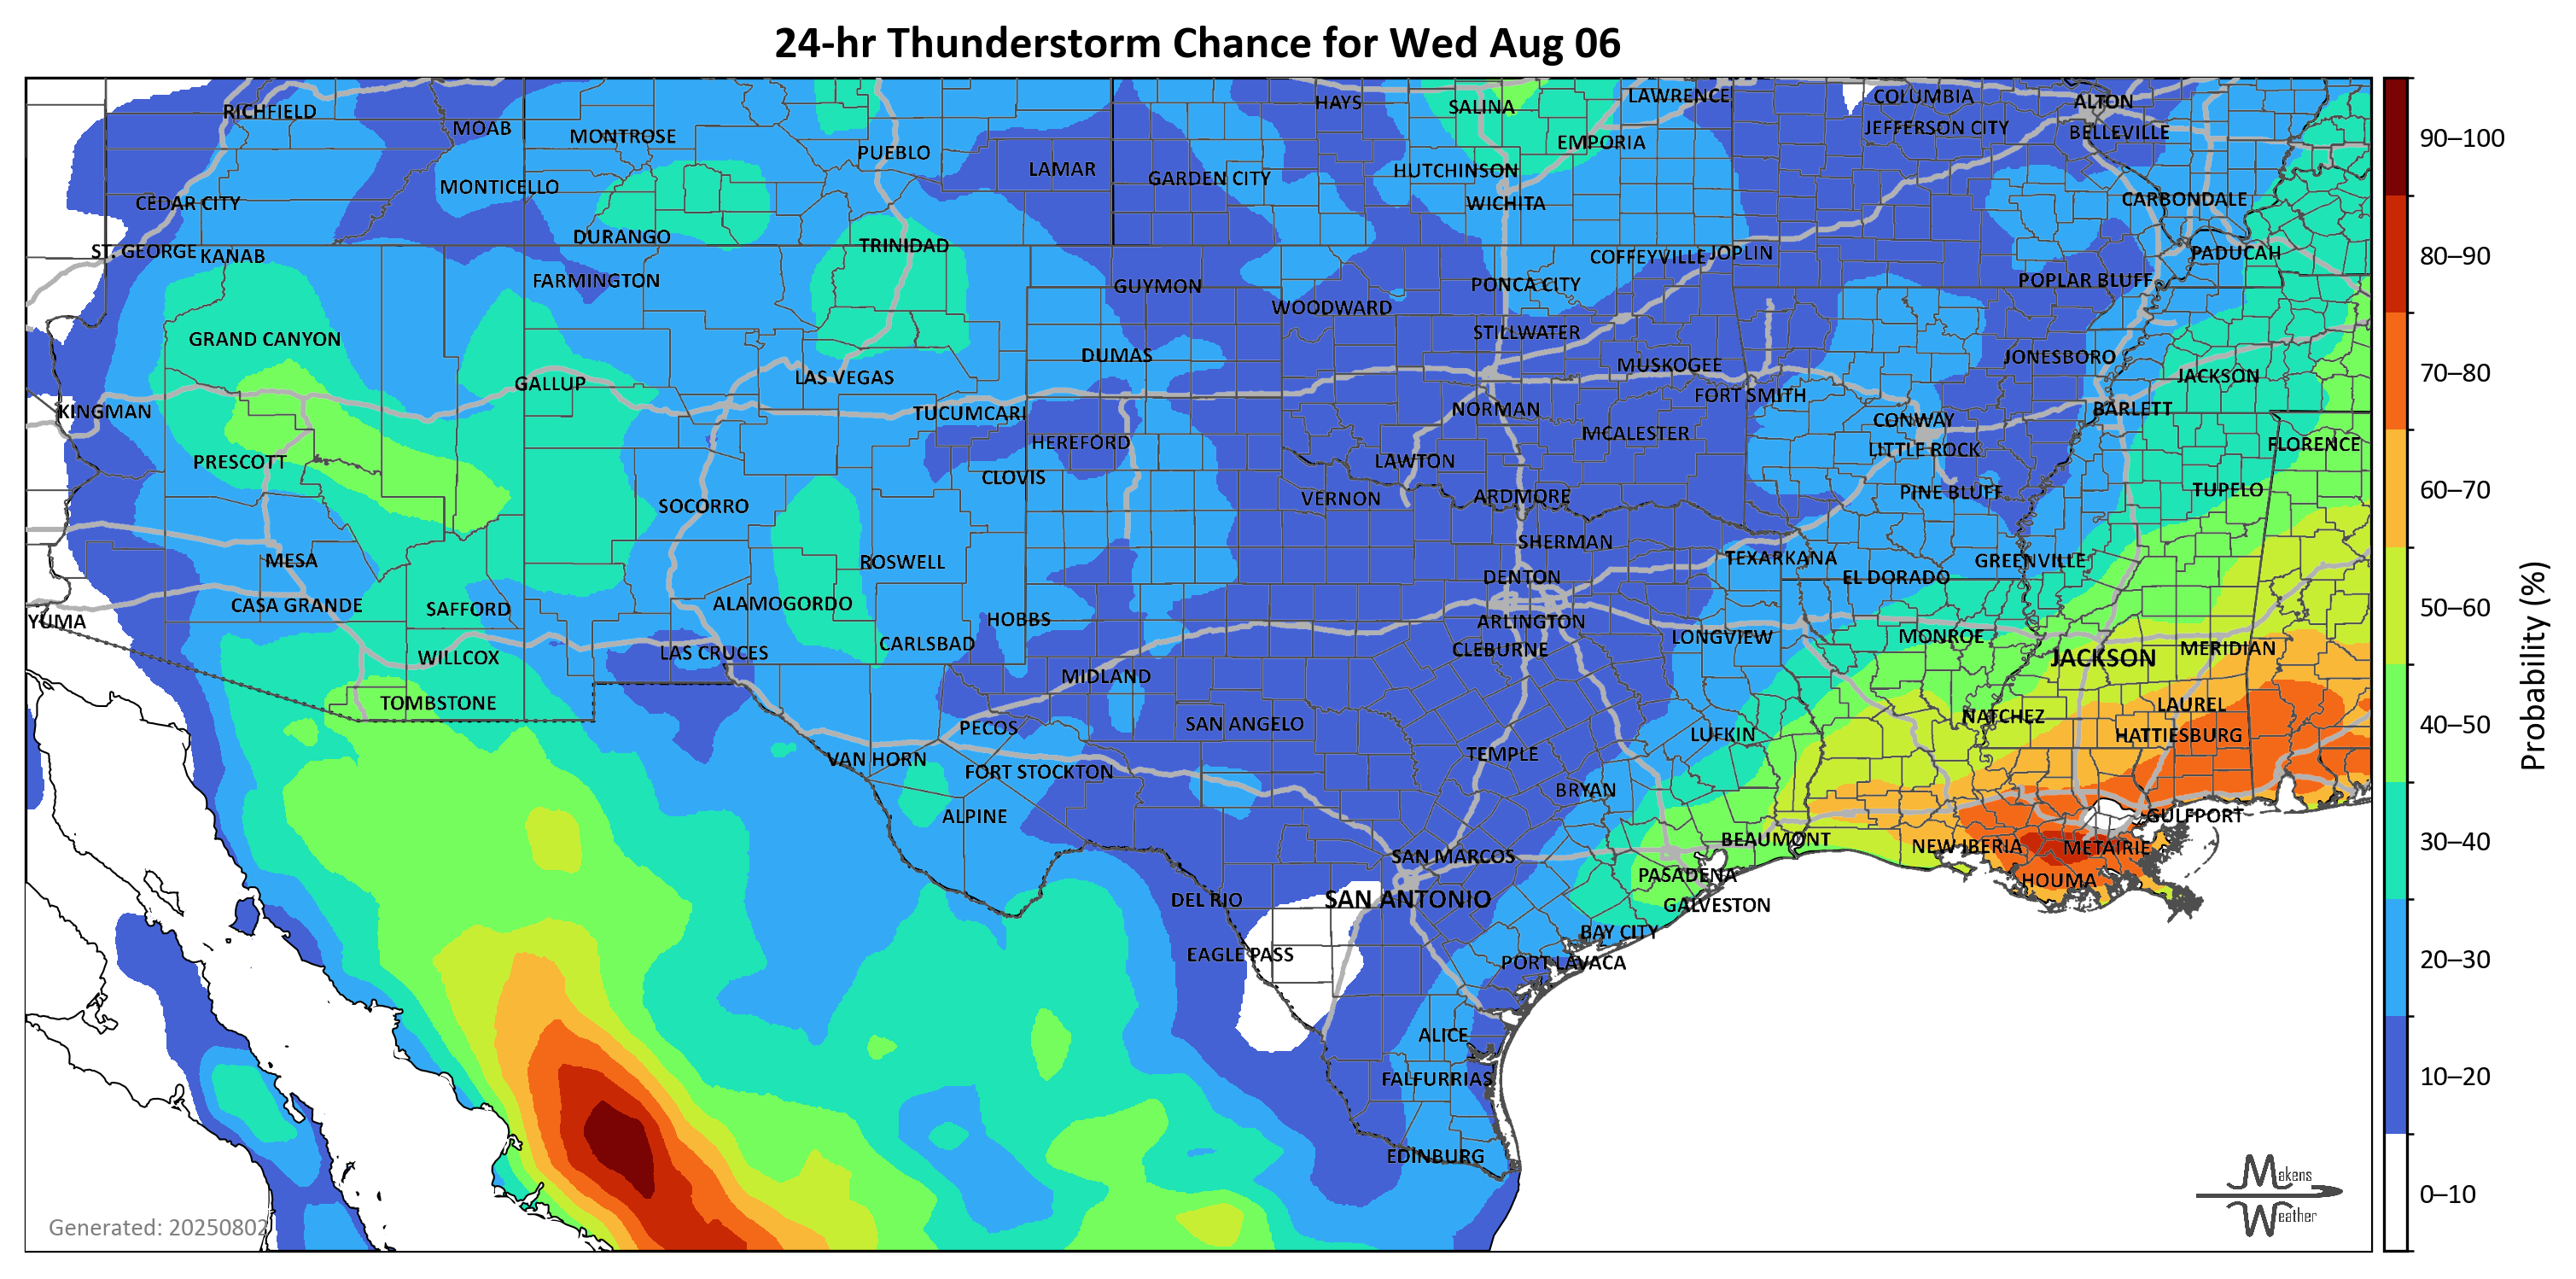 24-hr Thunderstorm Chance for Wed Aug 06
RICHFIELD
MOAB
MONTROSE
PUEBLO
LAMAR
HAYS
SALINA
LAWRENCE
COLUMBIA
ALTON
JEFFERSON CITY
BELLEVILLE
EMPORIA
HUTCHINSON
GARDEN CITY
MONTICELLO
CEDAR CITY
WICHITA
CARBONDALE
DURANGO
TRINIDAD
ST. GEORGE
KANAB
COFFEYVILLE
JOPLIN
PADUCAH
FARMINGTON
GUYMON
PONCA CITY
POPLAR BLUFF
WOODWARD
GRAND CANYON
STILLWATER
DUMAS
MUSKOGEE
JONESBORO
GALLUP
LAS VEGAS
JACKSON
FORT SMITH
KINGMAN
TUCUMCARI
NORMAN
BARLETT
CONWAY
HEREFORD
MCALESTER
LITTLE ROCK
FLORENCE
PRESCOTT
LAWTON
CLOVIS
VERNON
ARDMORE
PINE BLUFF
TUPELO
SOCORRO
SHERMAN
MESA
ROSWELL
TEXARKANA
GREENVILLE
DENTON
EL DORADO
CASA GRANDE
SAFFORD
ALAMOGORDO
YUMA
HOBBS
ARLINGTON
CARLSBAD
LONGVIEW
MONROE
LAS CRUCES
CLEBURNE
WILLCOX
JACKSON
MERIDIAN
MIDLAND
TOMBSTONE
LAUREL
PECOS
SAN ANGELO
NATCHEZ
LUFKIN
HATTIESBURG
TEMPLE
VAN HORN
FORT STOCKTON
BRYAN
ALPINE
GULFPORT
BEAUMONT
NEW IBERIA
METAIRIE
SAN MARCOS
PASADENA
HOUMA
DEL RIO
SAN ANTONIO
GALVESTON
BAY CITY
EAGLE PASS
PORT LAVACA
ALICE
FALFURRIAS
EDINBURG
Generated: 20250802
Makens
Weather
90–100
80–90
70–80
60–70
50–60
40–50
30–40
20–30
10–20
0–10
Probability (%)